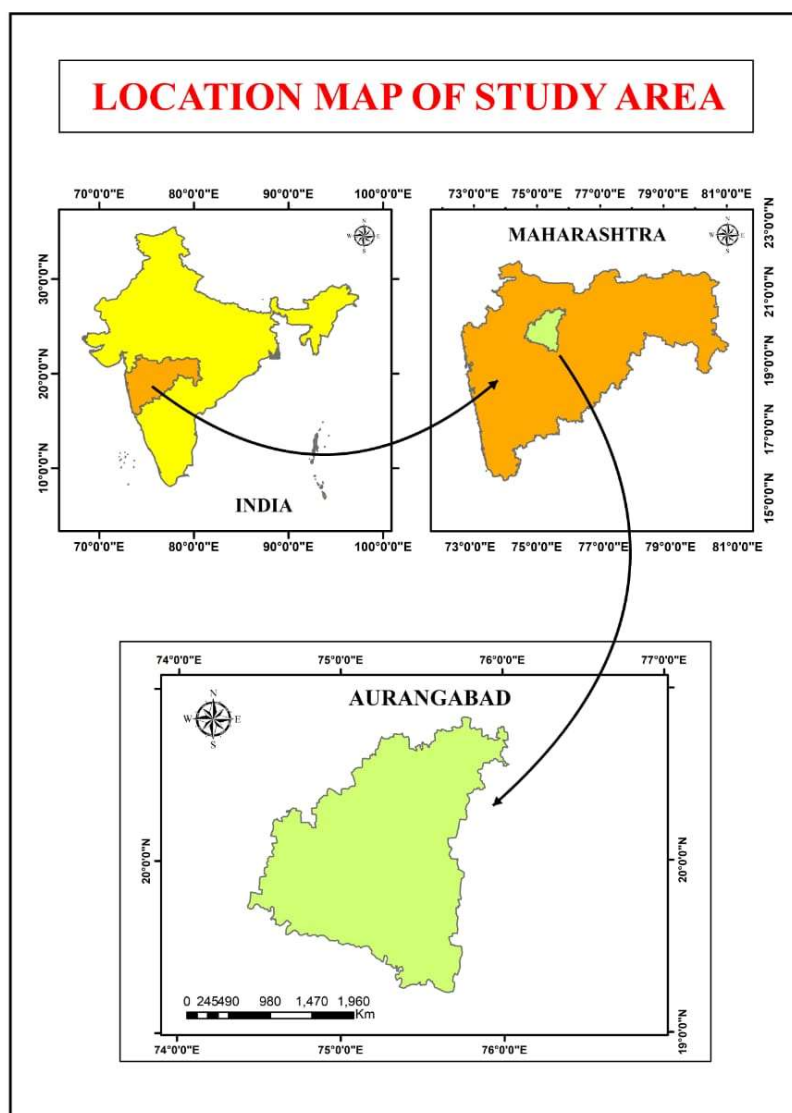 LOCATION MAP OF STUDY AREA
70°0'0"E 80°0'0"E 90°0'0"E 100°0'0"E
30°0'0"N
20°0'0"N
10°0'0"N
N
W E
S
INDIA
70°0'0"E 80°0'0"E 90°0'0"E 100°0'0"E
73°0'0"E 75°0'0"E 77°0'0"E 79°0'0"E 81°0'0"E
MAHARASHTRA
N
W E
S
23°0'0"N
21°0'0"N
19°0'0"N
17°0'0"N
15°0'0"N
73°0'0"E 75°0'0"E 77°0'0"E 79°0'0"E 81°0'0"E
74°0'0"E 75°0'0"E 76°0'0"E 77°0'0"E
AURANGABAD
N
W E
S
20°0'0"N
20°0'0"N
19°0'0"N
0 245490 980 1,470 1,960
Km
74°0'0"E 75°0'0"E 76°0'0"E